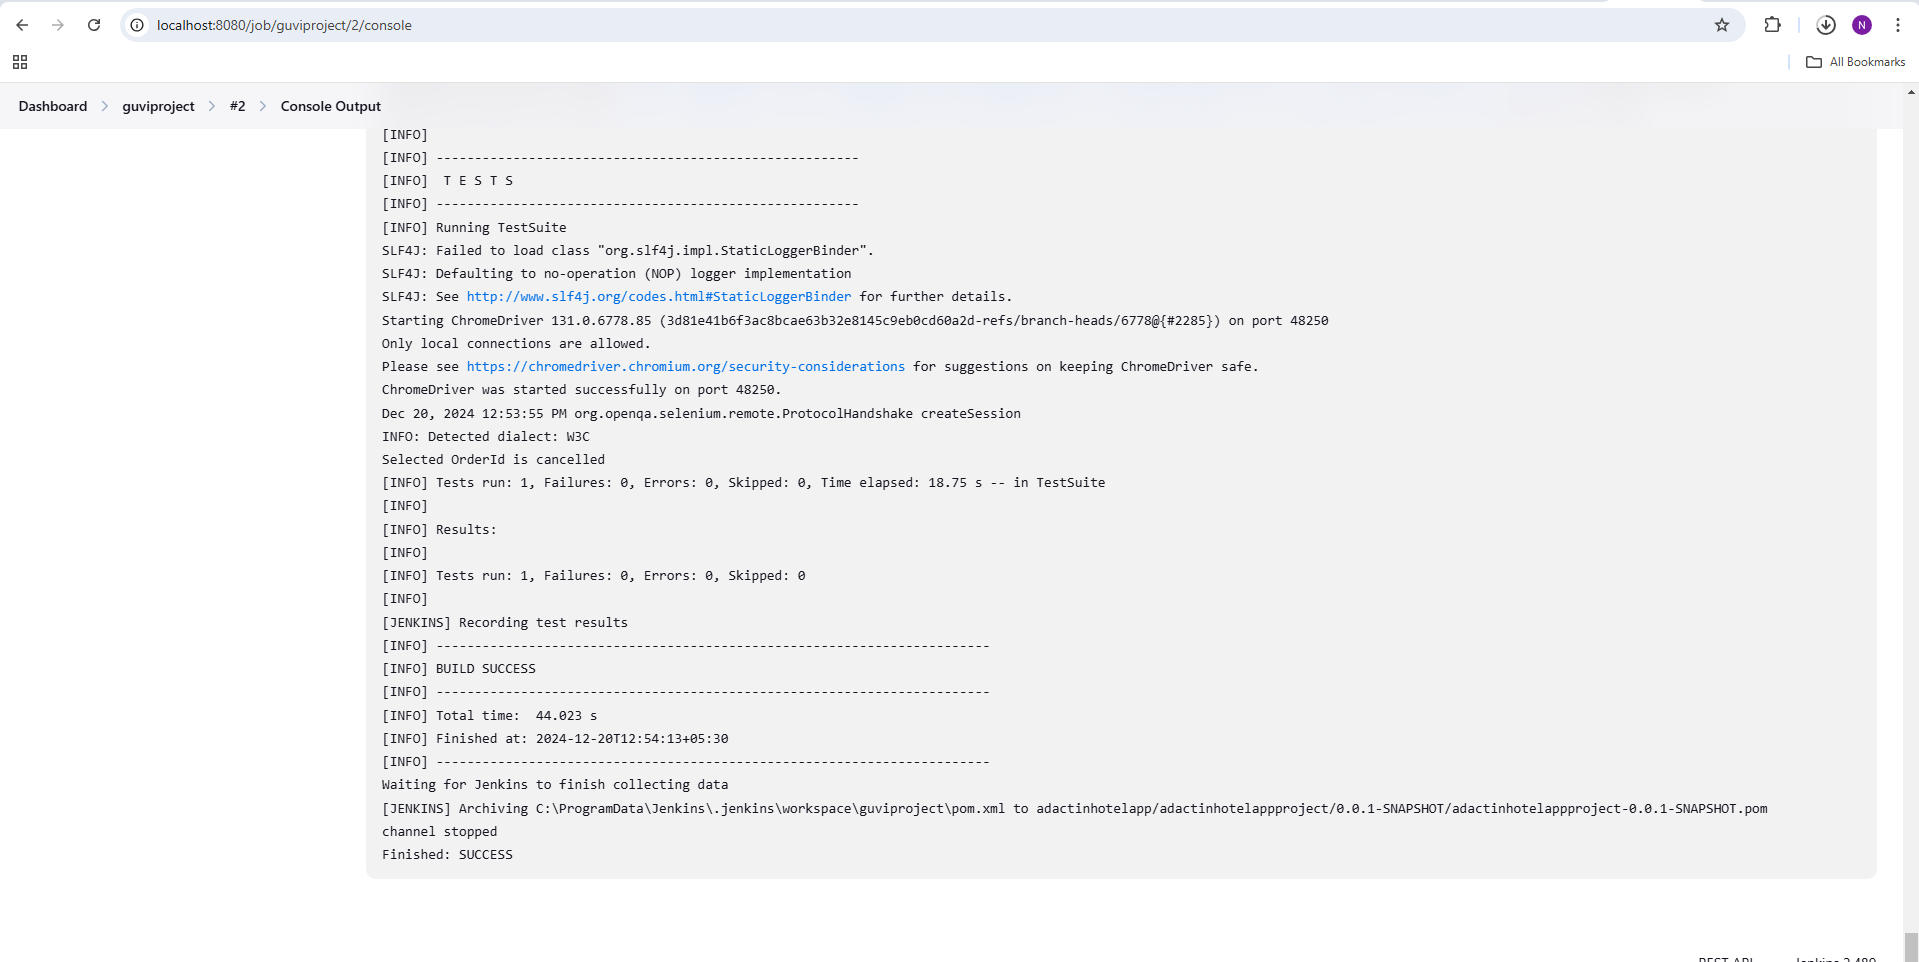 localhost:8080/job/guviproject/2/console
N
All Bookmarks
Dashboard > guviproject > #2 > Console Output
[INFO]
[INFO] -------------------------------------------------------
[INFO]  T E S T S
[INFO] -------------------------------------------------------
[INFO] Running TestSuite
SLF4J: Failed to load class "org.slf4j.impl.StaticLoggerBinder".
SLF4J: Defaulting to no-operation (NOP) logger implementation
SLF4J: See http://www.slf4j.org/codes.html#StaticLoggerBinder for further details.
Starting ChromeDriver 131.0.6778.85 (3d81e41b6f3ac8bcae63b32e8145c9eb0cd60a2d-refs/branch-heads/6778@{#2285}) on port 48250
Only local connections are allowed.
Please see https://chromedriver.chromium.org/security-considerations for suggestions on keeping ChromeDriver safe.
ChromeDriver was started successfully on port 48250.
Dec 20, 2024 12:53:55 PM org.openqa.selenium.remote.ProtocolHandshake createSession
INFO: Detected dialect: W3C
Selected OrderId is cancelled
[INFO] Tests run: 1, Failures: 0, Errors: 0, Skipped: 0, Time elapsed: 18.75 s -- in TestSuite
[INFO]
[INFO] Results:
[INFO]
[INFO] Tests run: 1, Failures: 0, Errors: 0, Skipped: 0
[INFO]
[JENKINS] Recording test results
[INFO] ------------------------------------------------------------------------
[INFO] BUILD SUCCESS
[INFO] ------------------------------------------------------------------------
[INFO] Total time:  44.023 s
[INFO] Finished at: 2024-12-20T12:54:13+05:30
[INFO] ------------------------------------------------------------------------
Waiting for Jenkins to finish collecting data
[JENKINS] Archiving C:\ProgramData\Jenkins\.jenkins\workspace\guviproject\pom.xml to adactinhotelapp/adactinhotelappproject/0.0.1-SNAPSHOT/adactinhotelappproject-0.0.1-SNAPSHOT.pom
channel stopped
Finished: SUCCESS
REST API Jenkins 2.489